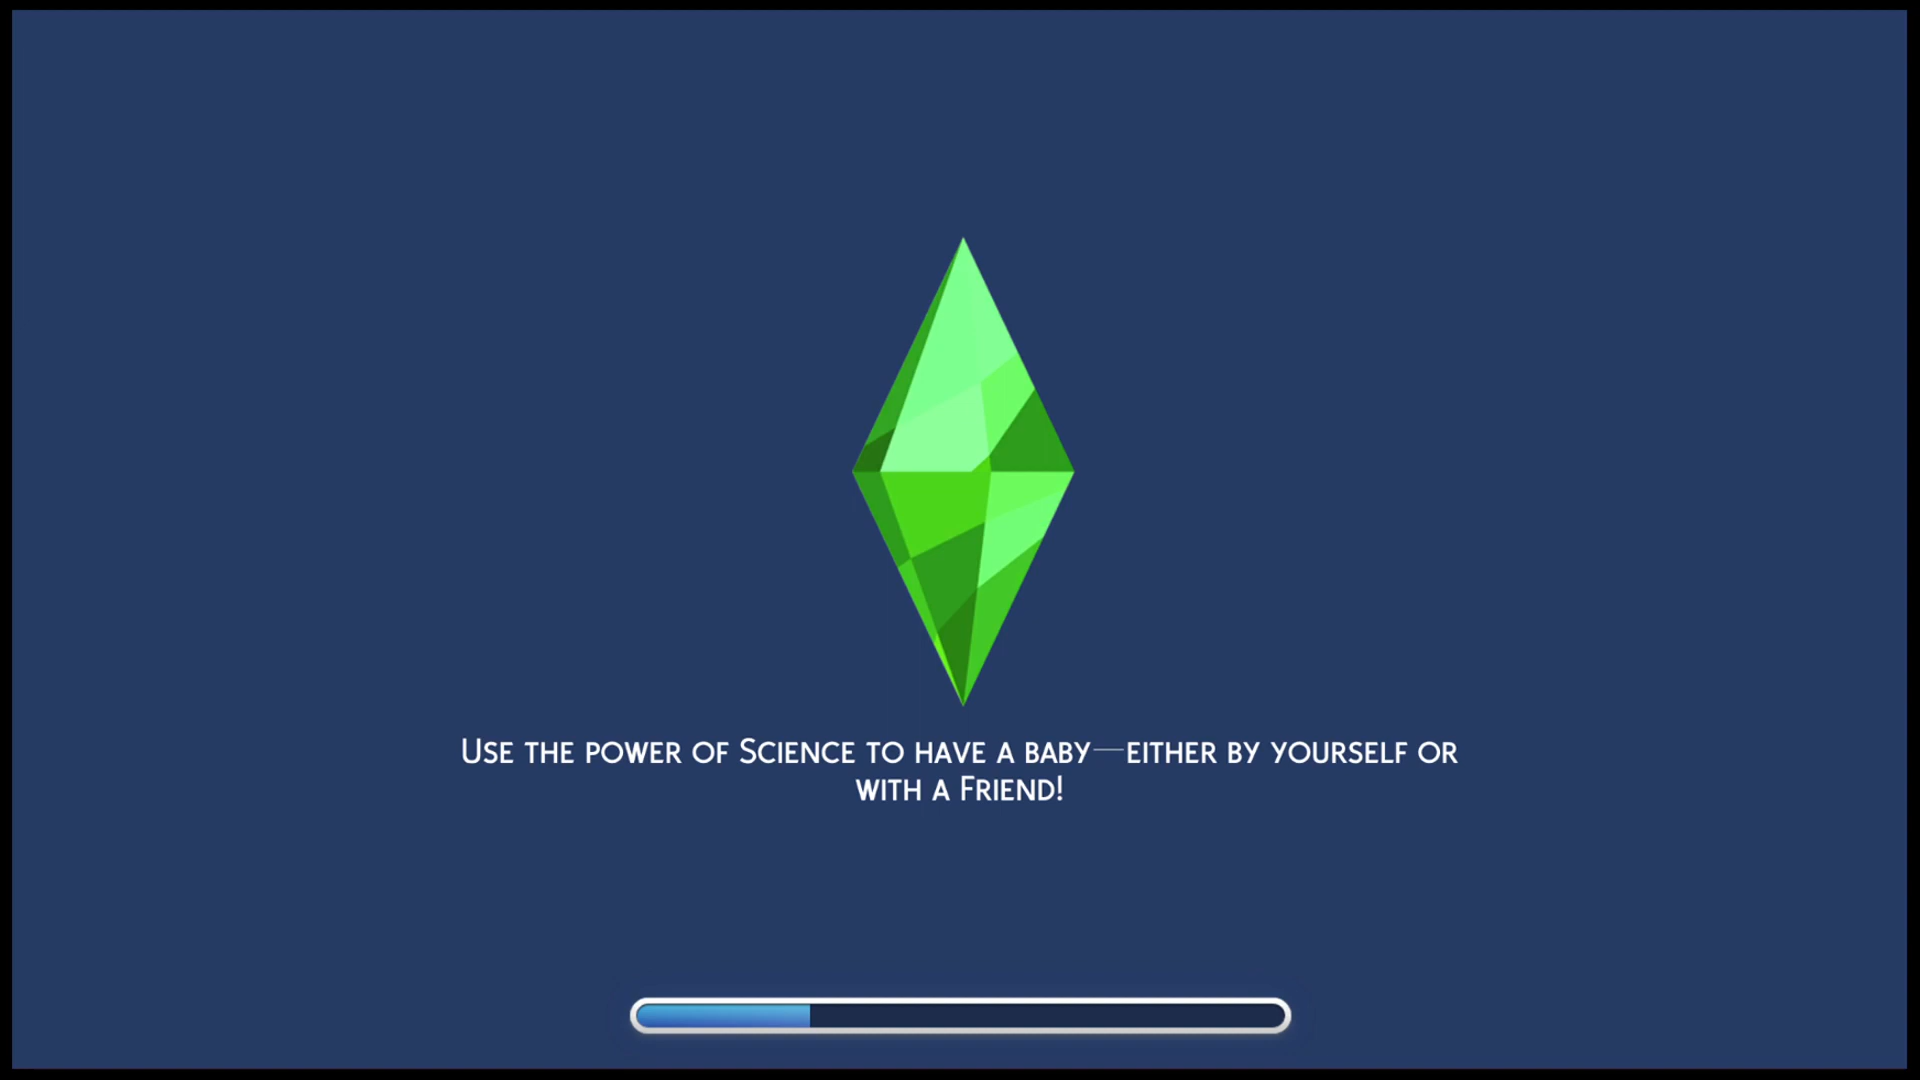 Use the power of Science to have a baby—either by yourself or
with a Friend!